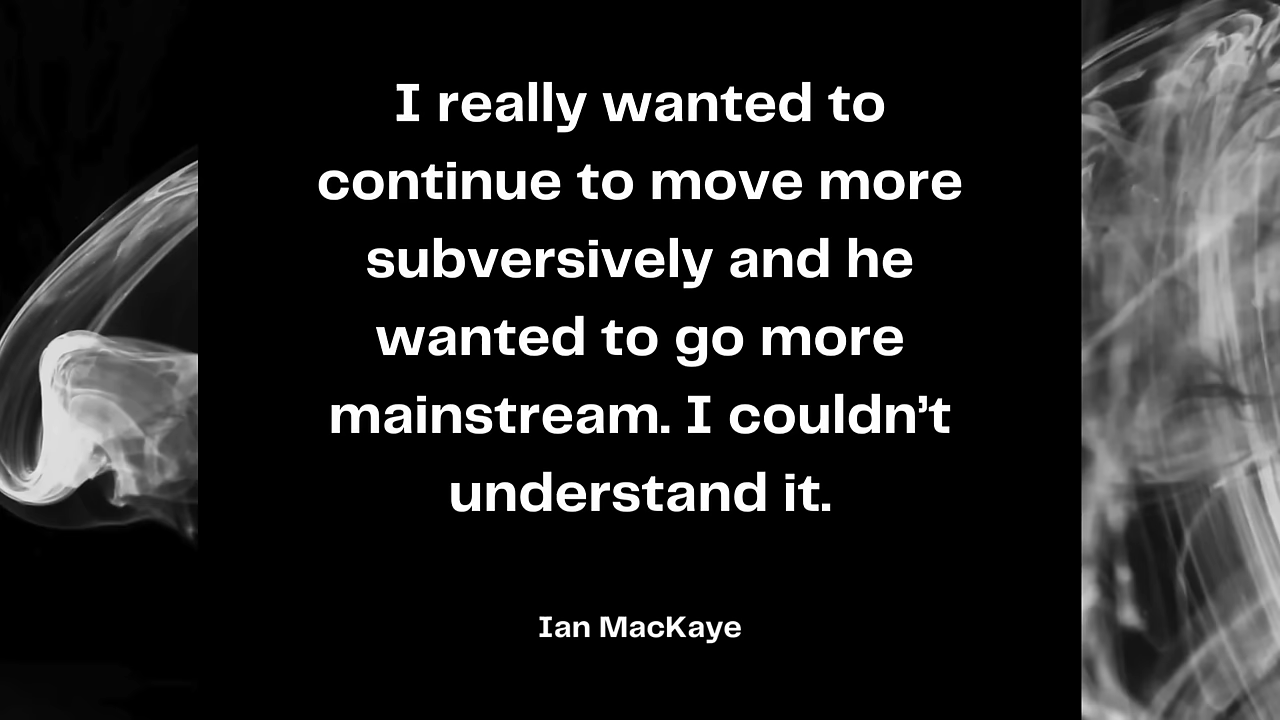 I really wanted to
continue to move more
subversively and he
wanted to go more
mainstream. I couldn’t
understand it.
Ian MacKaye